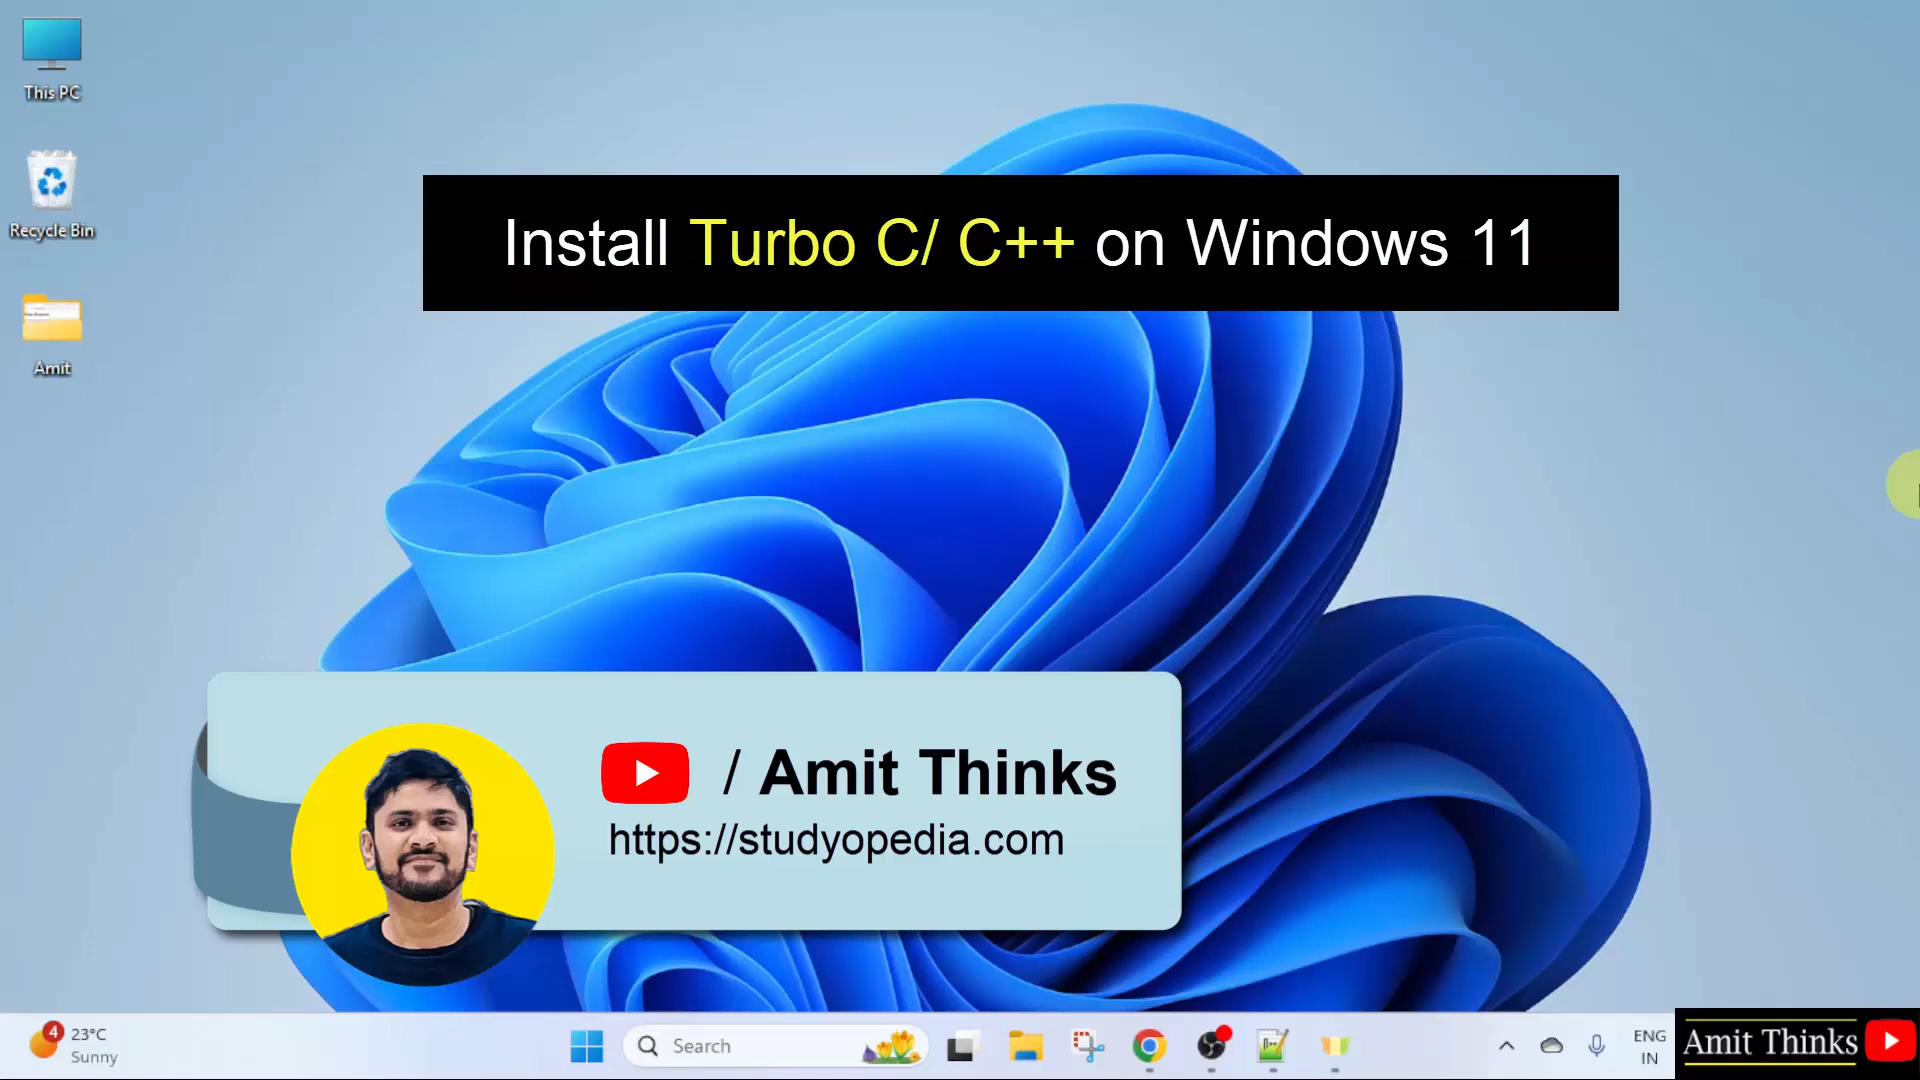 This PC
Recycle Bin
Amit
Install Turbo C/ C++ on Windows 11
/ Amit Thinks
https://studyopedia.com
4
23°C
Sunny
Search
ENG
IN
Amit Thinks